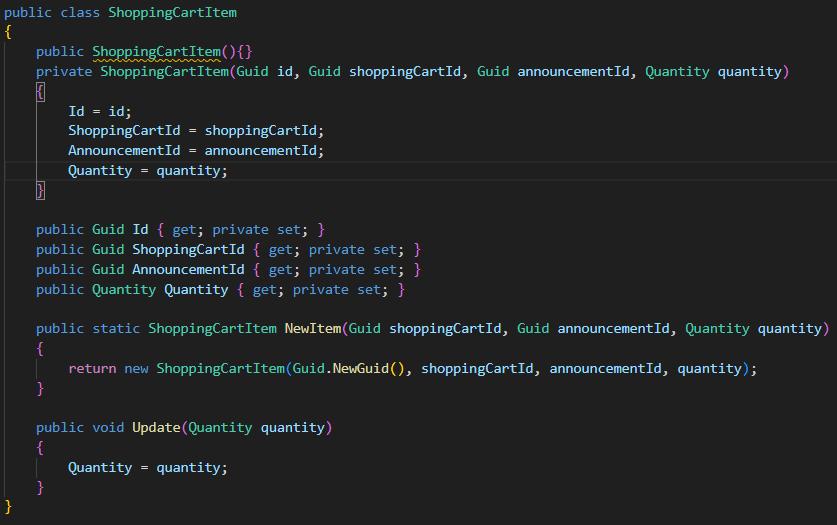 public class ShoppingCartItem
{
    public ShoppingCartItem(){}
    private ShoppingCartItem(Guid id, Guid shoppingCartId, Guid announcementId, Quantity quantity)
    {
        Id = id;
        ShoppingCartId = shoppingCartId;
        AnnouncementId = announcementId;
        Quantity = quantity;
    }

    public Guid Id { get; private set; }
    public Guid ShoppingCartId { get; private set; }
    public Guid AnnouncementId { get; private set; }
    public Quantity Quantity { get; private set; }

    public static ShoppingCartItem NewItem(Guid shoppingCartId, Guid announcementId, Quantity quantity)
    {
        return new ShoppingCartItem(Guid.NewGuid(), shoppingCartId, announcementId, quantity);
    }

    public void Update(Quantity quantity)
    {
        Quantity = quantity;
    }
}